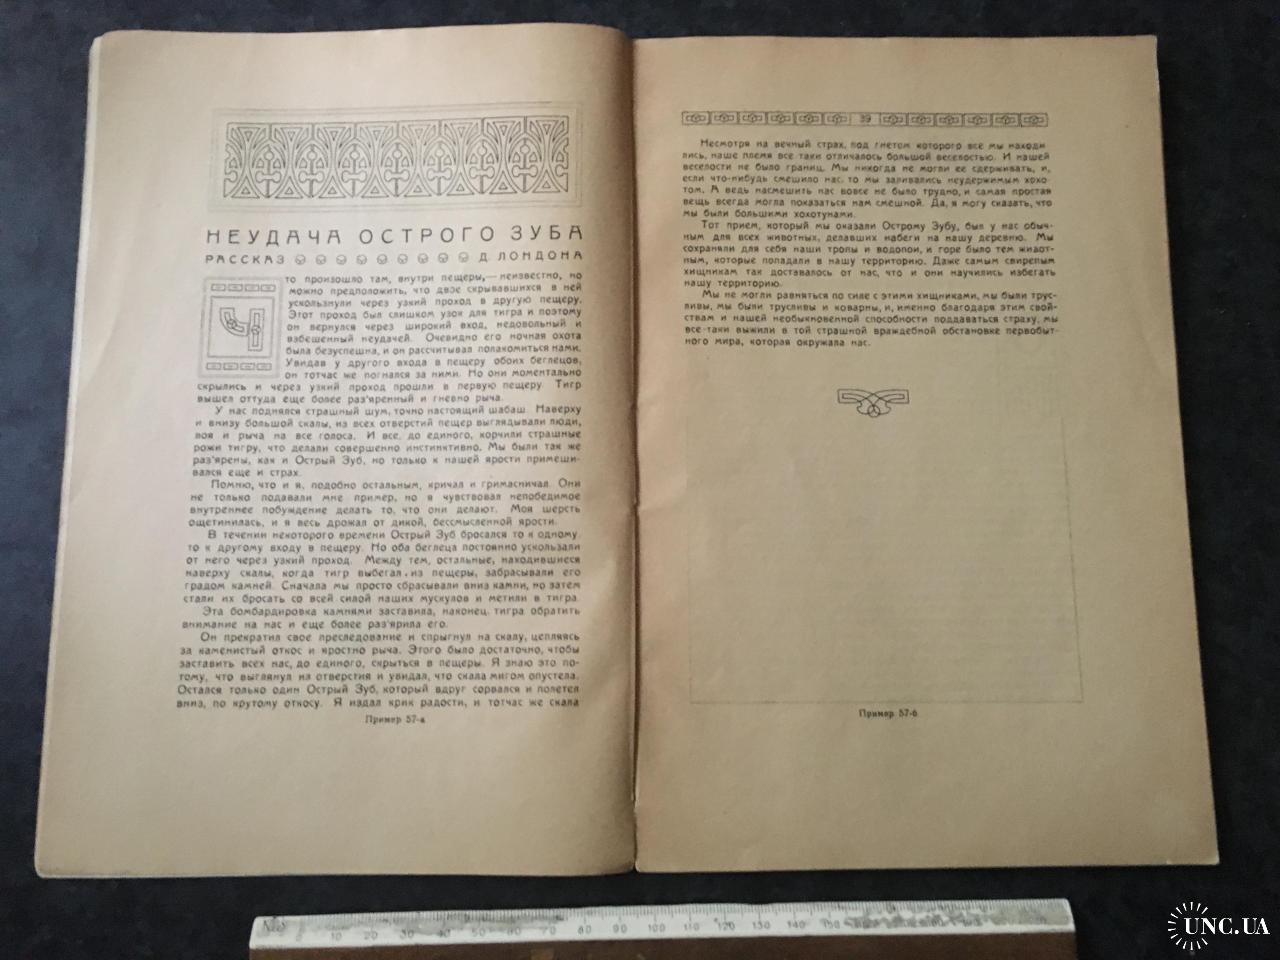 НЕУДАЧА ОСТРОГО ЗУБА
РАССКАЗ Д. ЛОНДОНА
Что произошло там, внутри пещеры,—неизвестно, но
можно предположить, что двое скрывавшихся в ней
ускользнули через узкий проход в другую пещеру.
Этот проход был слишком узок для тигра и поэтому
он вернулся через широкий вход, недовольный и
взбешенный неудачей. Очевидно его ночная охота
была безуспешна, и он рассчитывал полакомиться нами.
Увидав у другого входа в пещеру обоих беглецов,
он тотчас же погнался за ними. Но они моментально
скрылись и через узкий проход прошли в первую пещеру. Тигр
вышел оттуда еще более раз'яренный и гневно рыча.
У нас поднялся страшный шум, точно настоящий шабаш. Наверху
и внизу большой скалы, из всех отверстий пещер выглядывали люди,
воя и рыча на все голоса. И все, до единого, корчили страшные
рожи тигру, что делали совершенно инстинктивно. Мы были так же
раз'ярены, как и Острый Зуб, но только к нашей ярости примеши-
вался еще и страх.
Помню, что и я, подобно остальным, кричал и гримасничал. Они
не только подавали мне пример, но я чувствовал непобедимое
внутреннее побуждение делать то, что они делают. Моя шерсть
ощетинилась, и я весь дрожал от дикой, бессмысленной ярости.
В течении некоторого времени Острый Зуб бросался то к одному,
то к другому входу в пещеру. Но оба беглеца постоянно ускользали
от него через узкий проход. Между тем, остальные, находившиеся
наверху скалы, когда тигр выбегал из пещеры, забрасывали его
градом камней. Сначала мы просто сбрасывали вниз камни, но затем
стали их бросать со всей силой наших мускулов и метили в тигра.
Эта бомбардировка камнями заставила, наконец, тигра обратить
внимание на нас и еще более раз'ярила его.
Он прекратил свое преследование и спрыгнул на скалу, цепляясь
за каменистый откос и яростно рыча. Этого было достаточно, чтобы
заставить всех нас, до единого, скрыться в пещеры. Я знаю это по-
тому, что выглянул из отверстия и увидал, что скала мигом опустела.
Остался только один Острый Зуб, который вдруг сорвался и полетел
вниз, по крутому откосу. Я издал крик радости, и тотчас же скала
Пример 57-а
39
Несмотря на вечный страх, под гнетом которого все мы находи
лись, наше племя все таки отличалось большой веселостью. И нашей
веселости не было границ. Мы никогда не могли ее сдерживать, и,
если что-нибудь смешило нас, то мы заливались неудержимым хохо-
том. А ведь насмешить нас вовсе не было трудно, и самая простая
вещь всегда могла показаться нам смешной. Да, я могу сказать, что
мы были большими хохотунами.
Тот прием, который мы оказали Острому Зубу, был у нас обыч-
ным для всех животных, делавших набеги на нашу деревню. Мы
сохраняли для себя наши тропы и водопои, и горе было тем живот-
ным, которые попадали в нашу территорию. Даже самым свирепым
хищникам так доставалось от нас, что и они научились избегать
нашу территорию.
Мы не могли равняться по силе с этими хищниками, мы были трус-
ливы, мы были трусливы и коварны, и, именно благодаря этим свой-
ствам и нашей необыкновенной способности поддаваться страху, мы
все-таки выжили в той страшной враждебной обстановке первобыт-
ного мира, которая окружала нас.
Пример 57-б
0 10 20 30 40 50 60 70 80 90 100 110 120 130 140 150
UNC.UA